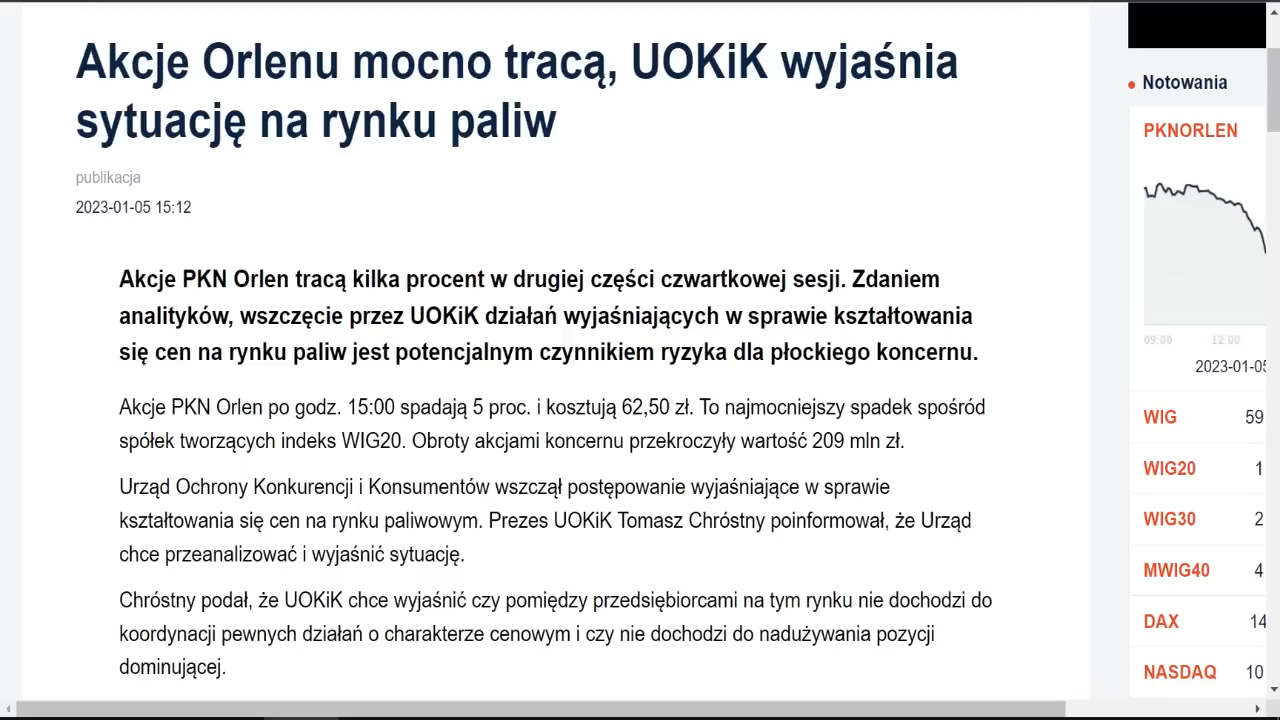 Akcje Orlenu mocno tracą, UOKiK wyjaśnia
sytuację na rynku paliw
publikacja
2023-01-05 15:12
Akcje PKN Orlen tracą kilka procent w drugiej części czwartkowej sesji. Zdaniem
analityków, wszczęcie przez UOKiK działań wyjaśniających w sprawie kształtowania
się cen na rynku paliw jest potencjalnym czynnikiem ryzyka dla płockiego koncernu.
Akcje PKN Orlen po godz. 15:00 spadają 5 proc. i kosztują 62,50 zł. To najmocniejszy spadek spośród
spółek tworzących indeks WIG20. Obroty akcjami koncernu przekroczyły wartość 209 mln zł.
Urząd Ochrony Konkurencji i Konsumentów wszczął postępowanie wyjaśniające w sprawie
kształtowania się cen na rynku paliwowym. Prezes UOKiK Tomasz Chróstny poinformował, że Urząd
chce przeanalizować i wyjaśnić sytuację.
Chróstny podał, że UOKiK chce wyjaśnić czy pomiędzy przedsiębiorcami na tym rynku nie dochodzi do
koordynacji pewnych działań o charakterze cenowym i czy nie dochodzi do nadużywania pozycji
dominującej.
Notowania
PKNORLEN
09:00 12:00
2023-01-05
WIG 59
WIG20 1
WIG30 2
MWIG40 4
DAX 14
NASDAQ 10